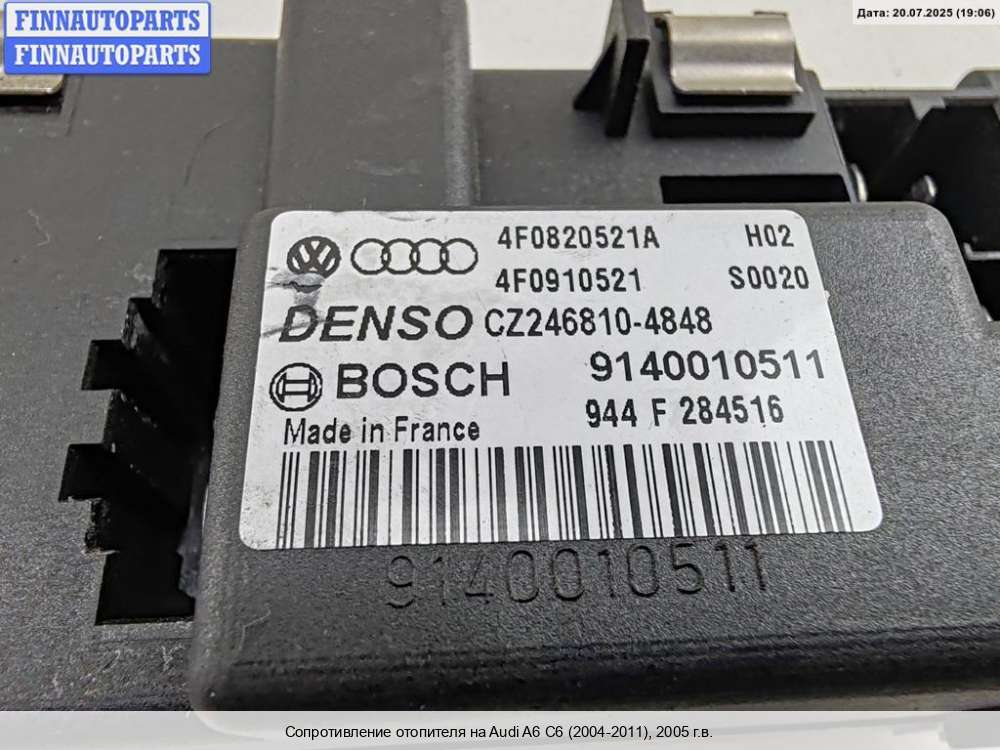 FINNAUTOPARTS
FINNAUTOPARTS
Дата: 20.07.2025 (19:06)
4F0820521A H02
4F0910521 S0020
DENSO CZ246810-4848
BOSCH 9140010511
Made in France 944 F 284516
9140010511
Сопротивление отопителя на Audi A6 C6 (2004-2011), 2005 г.в.